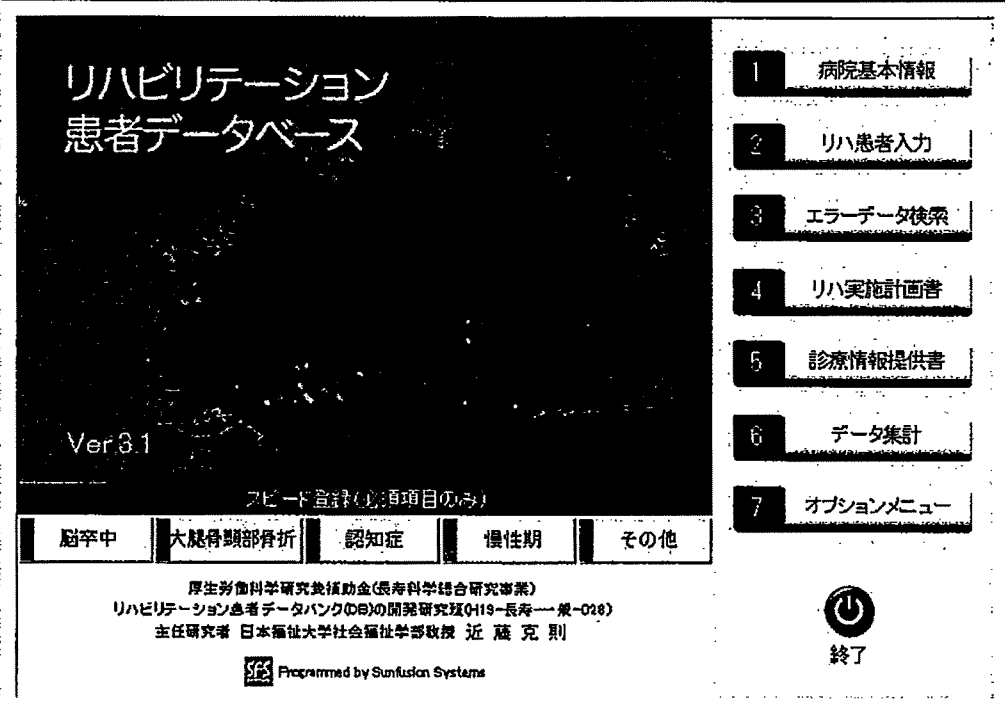 リハビリテーション
患者データベース
Ver.3.1
スピード登録(必須項目のみ)
脳卒中
大腿骨頸部骨折
認知症
慢性期
その他
厚生労働科学研究費補助金(長寿科学総合研究事業)
リハビリテーション患者データバンク(DB)の開発研究班(H19-長寿-一般-028)
主任研究者 日本福祉大学社会福祉学部教授 近藤克則
SFS Programmed by Sunfusion Systems
1 病院基本情報
2 リハ患者入力
3 エラーデータ検索
4 リハ実施計画書
5 診療情報提供書
6 データ集計
7 オプションメニュー
終了